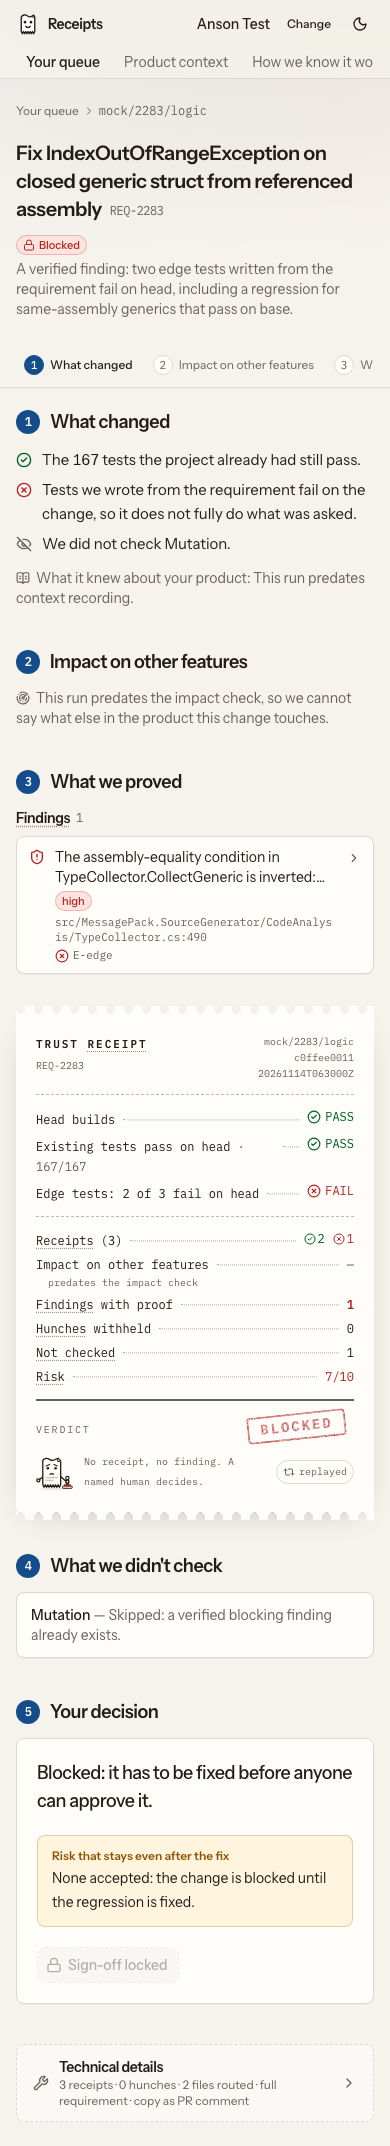 Receipts
Anson Test
Change
Your queue
Product context
How we know it wo
Your queue > mock/2283/logic
Fix IndexOutOfRangeException on
closed generic struct from referenced
assembly REQ-2283
Blocked
A verified finding: two edge tests written from the
requirement fail on head, including a regression for
same-assembly generics that pass on base.
1 What changed
2 Impact on other features
3 W
1 What changed
The 167 tests the project already had still pass.
Tests we wrote from the requirement fail on the
change, so it does not fully do what was asked.
We did not check Mutation.
What it knew about your product: This run predates
context recording.
2 Impact on other features
This run predates the impact check, so we cannot
say what else in the product this change touches.
3 What we proved
Findings 1
The assembly-equality condition in
TypeCollector.CollectGeneric is inverted:...
high
src/MessagePack.SourceGenerator/CodeAnalys
is/TypeCollector.cs:490
E-edge
TRUST RECEIPT
REQ-2283
mock/2283/logic
c0ffee0011
20261114T063000Z
Head builds PASS
Existing tests pass on head · PASS
167/167
Edge tests: 2 of 3 fail on head FAIL
Receipts (3) 2 1
Impact on other features —
predates the impact check
Findings with proof 1
Hunches withheld 0
Not checked 1
Risk 7/10
VERDICT
BLOCKED
No receipt, no finding. A
named human decides.
replayed
4 What we didn't check
Mutation — Skipped: a verified blocking finding
already exists.
5 Your decision
Blocked: it has to be fixed before anyone
can approve it.
Risk that stays even after the fix
None accepted: the change is blocked until
the regression is fixed.
Sign-off locked
Technical details
3 receipts · 0 hunches · 2 files routed · full
requirement · copy as PR comment